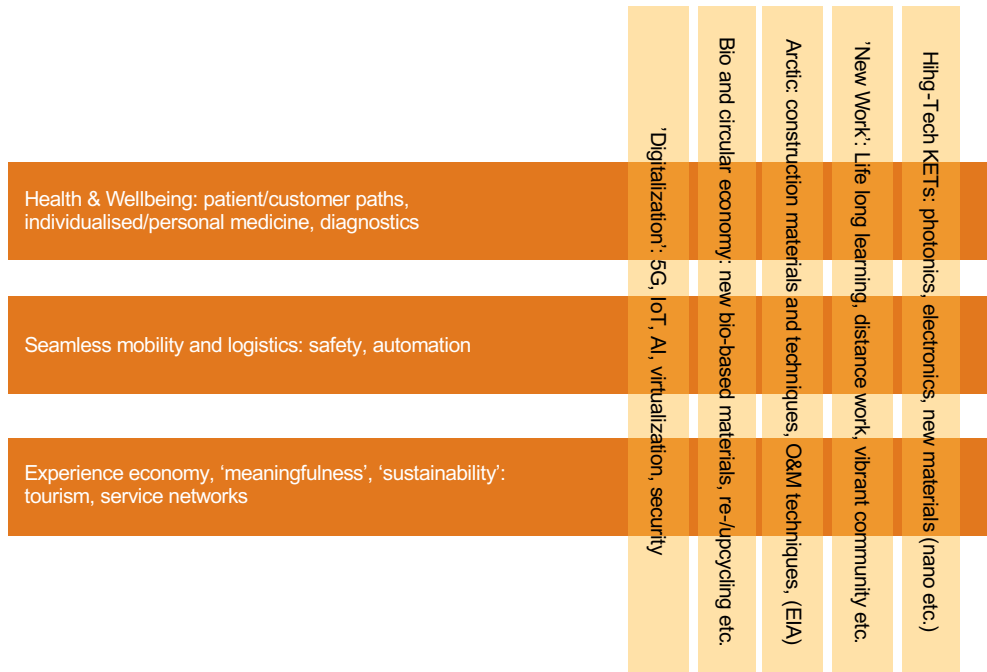 Health & Wellbeing: patient/customer paths,
individualised/personal medicine, diagnostics
Seamless mobility and logistics: safety, automation
Experience economy, ‘meaningfulness’, ‘sustainability’:
tourism, service networks
’Digitalization’: 5G, IoT, AI, virtualization, security
Bio and circular economy: new bio-based materials, re-/upcycling etc.
Arctic: construction materials and techniques, O&M techniques, (EIA)
’New Work’: Life long learning, distance work, vibrant community etc.
Hihg-Tech KETs: photonics, electronics, new materials (nano etc.)